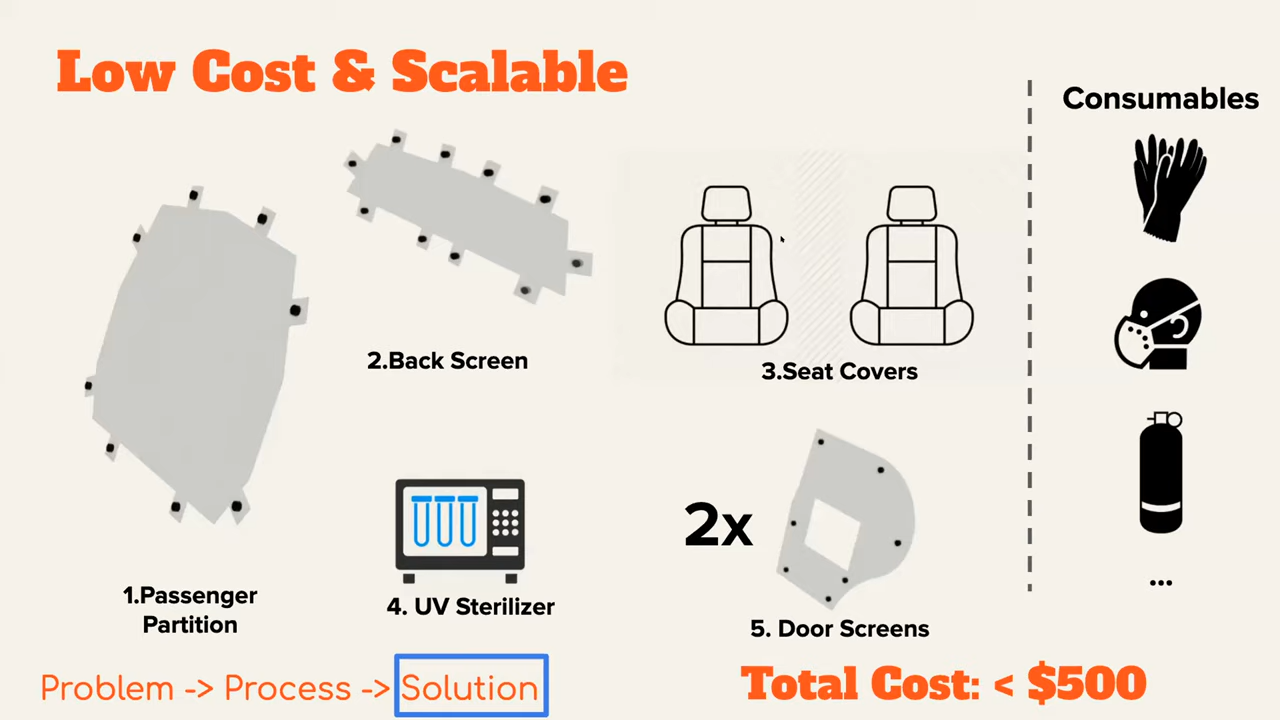 Low Cost & Scalable
Consumables
2.Back Screen
3.Seat Covers
1.Passenger
Partition
4. UV Sterilizer
2x
5. Door Screens
...
Problem -> Process -> Solution
Total Cost: < $500